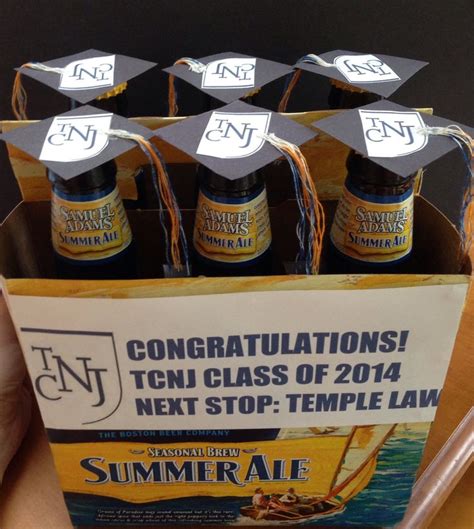 TCNJ
TCNJ
TCNJ
TCNJ
TCNJ
TCNJ
SAMUEL
ADAMS
SUMMER ALE
SAMUEL
ADAMS
SUMMER ALE
SAMUEL
ADAMS
SUMMER ALE
TCNJ
CONGRATULATIONS!
TCNJ CLASS OF 2014
NEXT STOP: TEMPLE LAW
THE BOSTON BEER COMPANY
SEASONAL BREW
SUMMER ALE